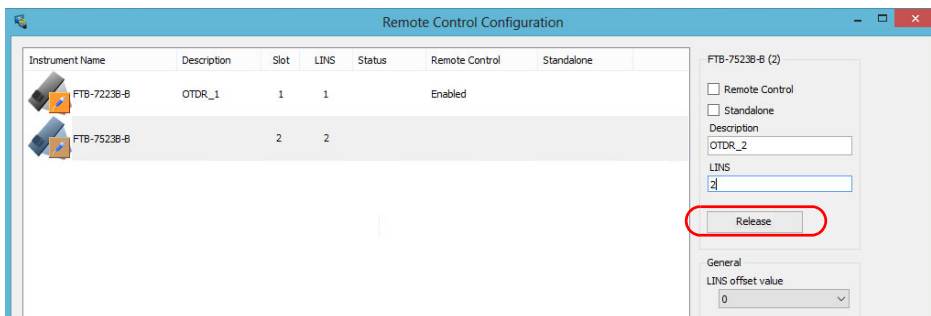 Remote Control Configuration
Instrument Name Description Slot LINS Status Remote Control Standalone
FTB-7223B-B OTDR_1 1 1 Enabled
FTB-7523B-B 2 2
FTB-7523B-B (2)
Remote Control
Standalone
Description
OTDR_2
LINS
2
Release
General
LINS offset value
0